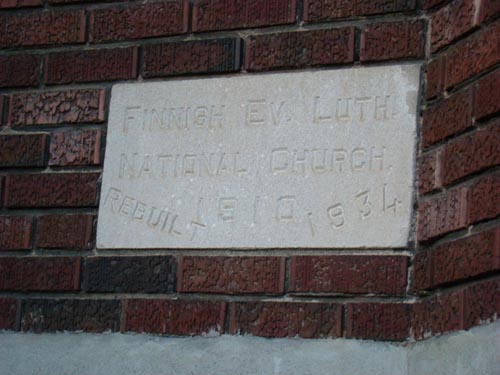 FINNISH EV. LUTH.
NATIONAL CHURCH.
REBUILT 1910 1934